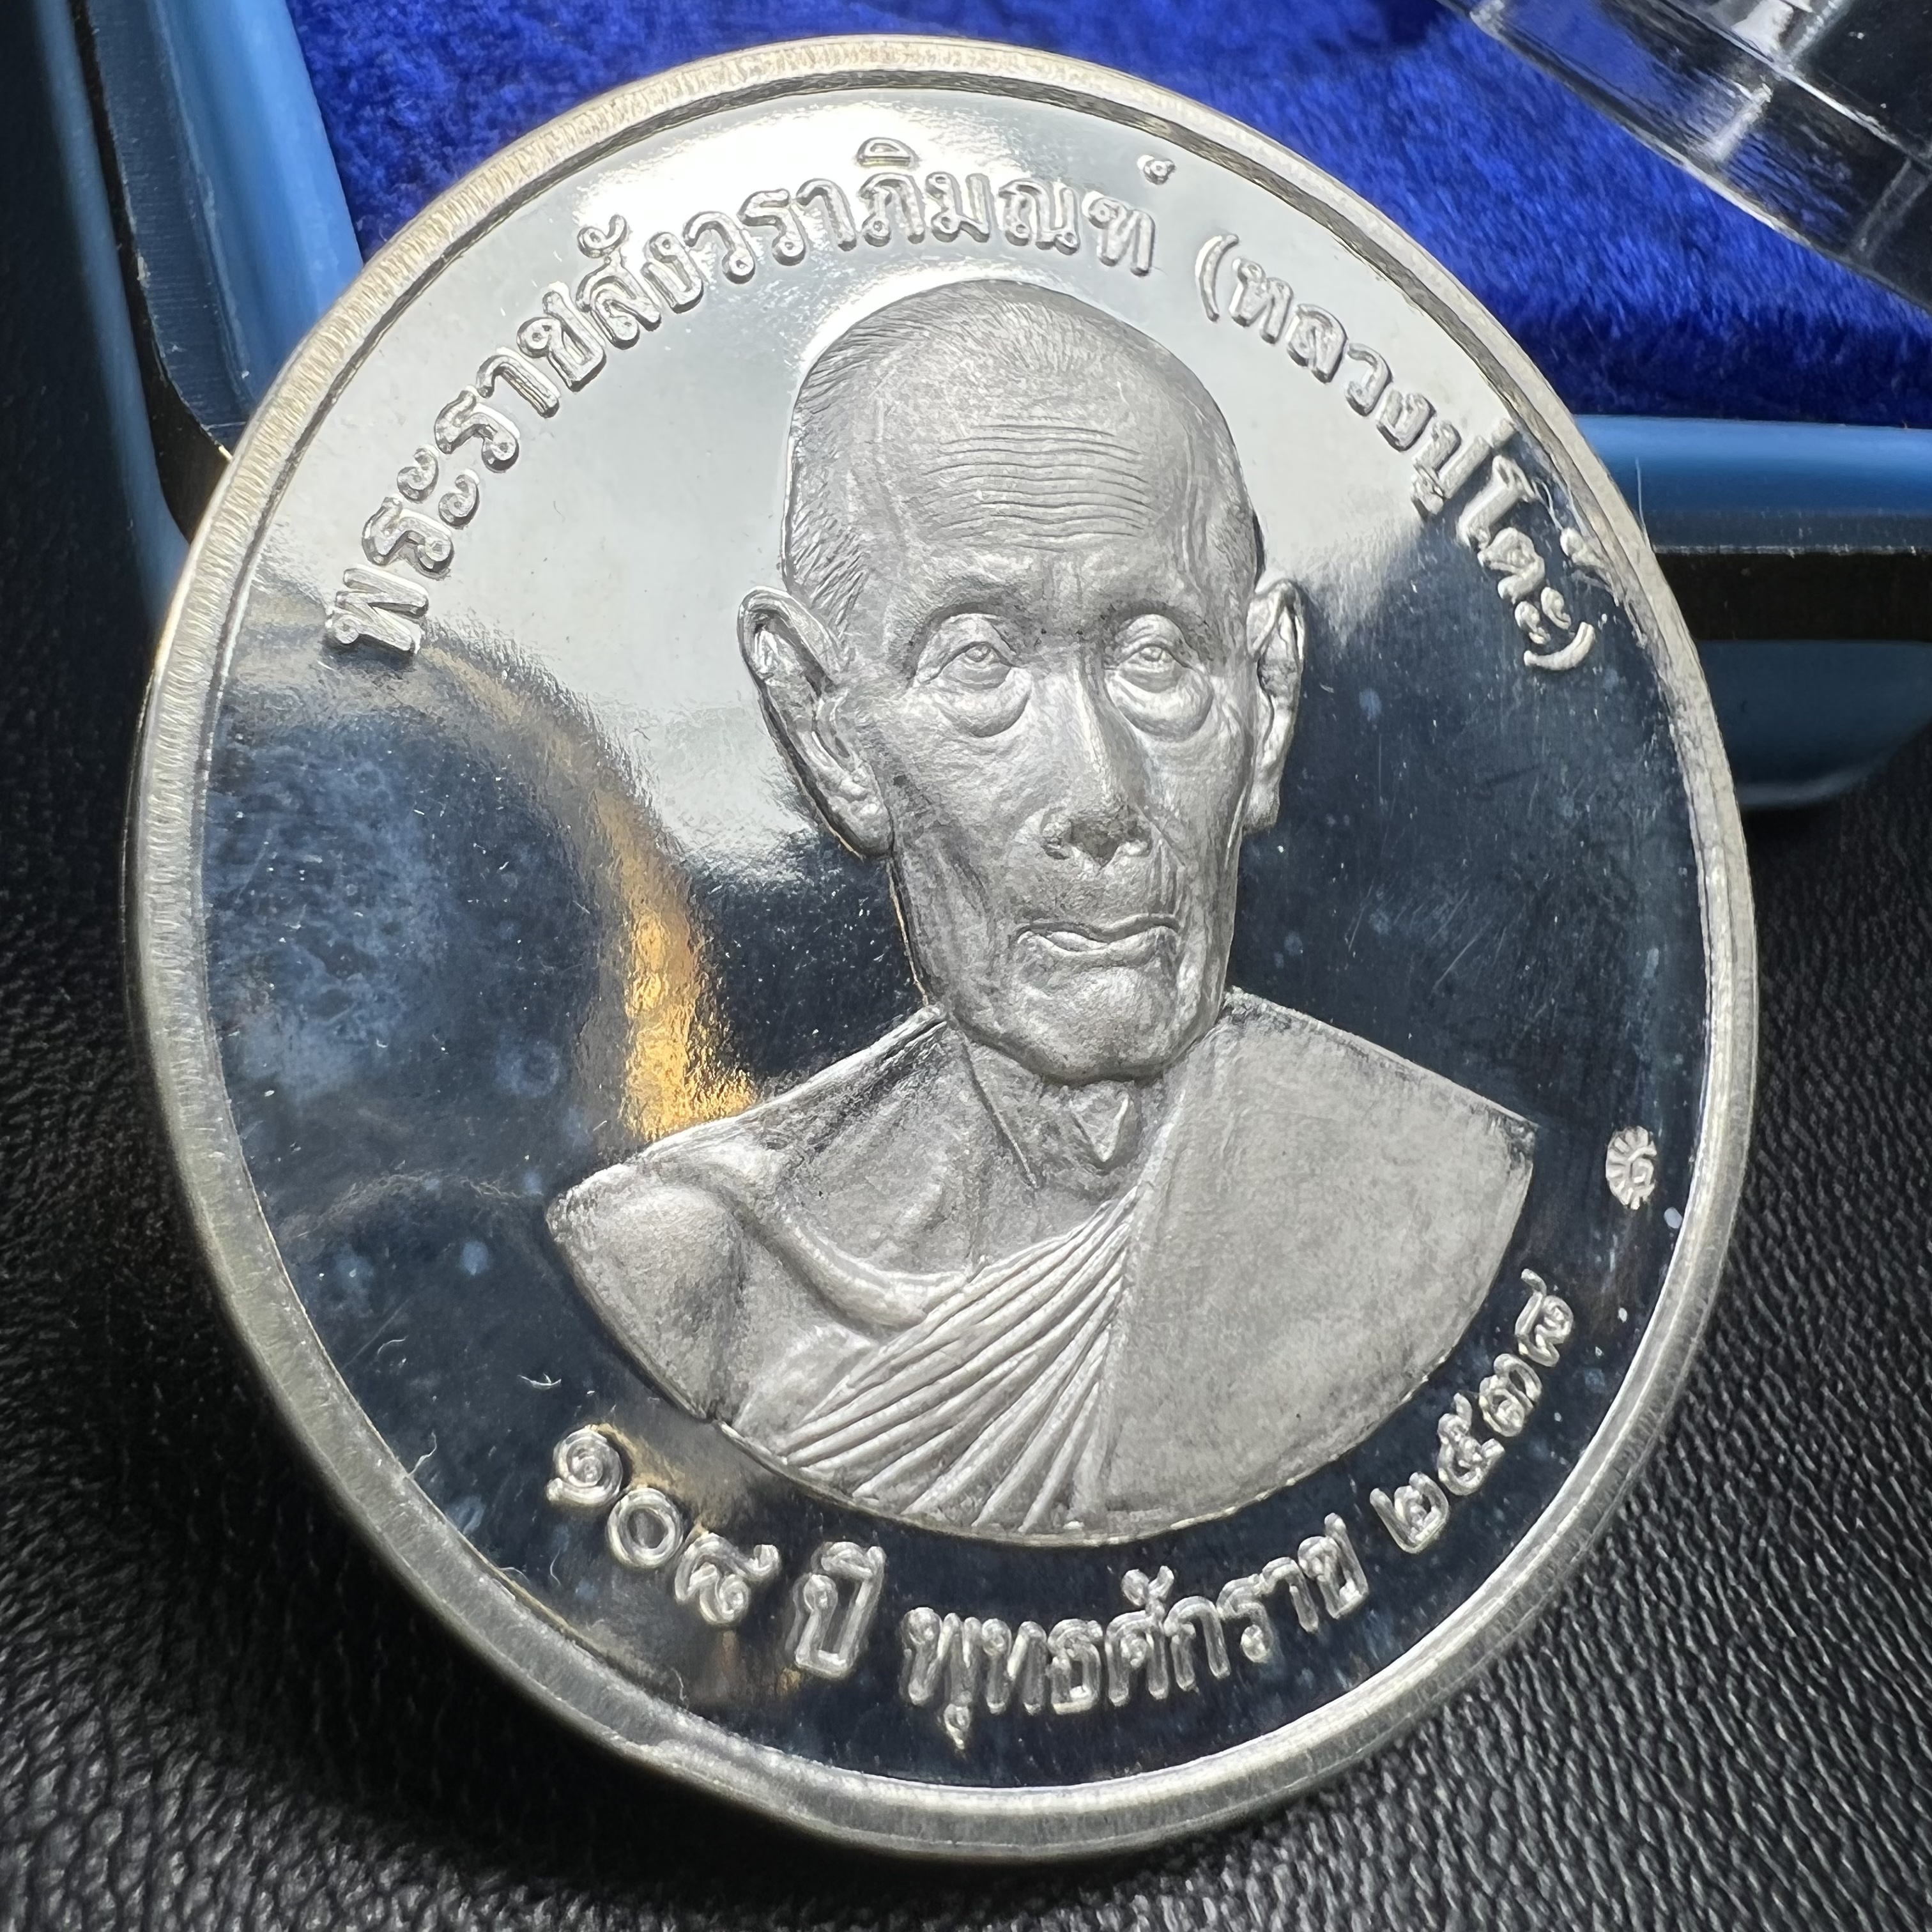 พระราชสังวราภิมณฑ์ (หลวงปู่โต๊ะ)
๑๐๘ ปี พุทธศักราช ๒๕๓๘